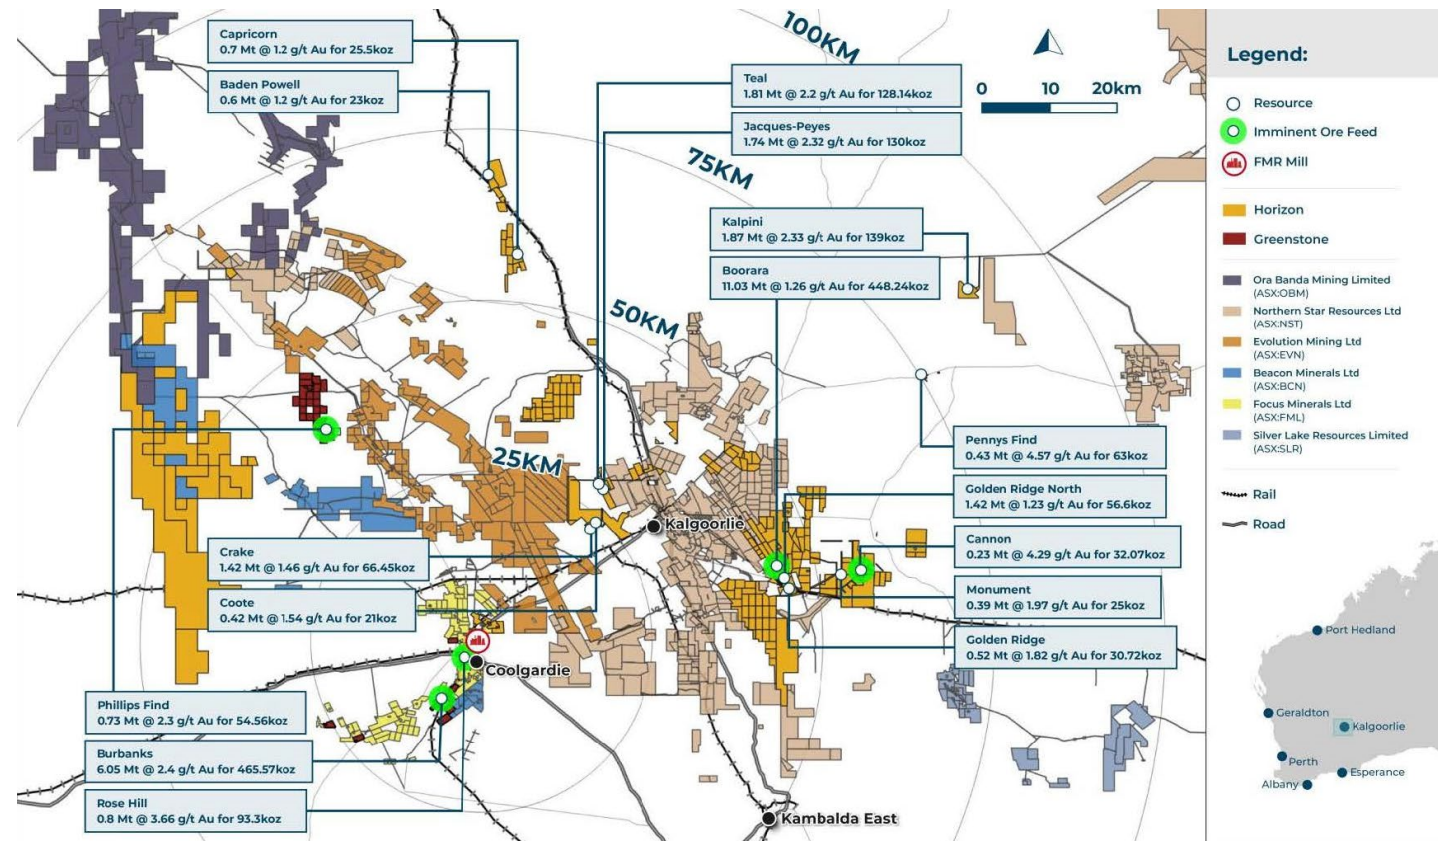 Capricorn
0.7 Mt @ 1.2 g/t Au for 25.5koz
Baden Powell
0.6 Mt @ 1.2 g/t Au for 23koz
100KM
Teal
1.81 Mt @ 2.2 g/t Au for 128.14koz
Jacques-Peyes
1.74 Mt @ 2.32 g/t Au for 130koz
0 10 20km
75KM
Kalpini
1.87 Mt @ 2.33 g/t Au for 139koz
Boorara
11.03 Mt @ 1.26 g/t Au for 448.24koz
50KM
25KM
Pennys Find
0.43 Mt @ 4.57 g/t Au for 63koz
Golden Ridge North
1.42 Mt @ 1.23 g/t Au for 56.6koz
Kalgoorlie
Cannon
0.23 Mt @ 4.29 g/t Au for 32.07koz
Crake
1.42 Mt @ 1.46 g/t Au for 66.45koz
Monument
0.39 Mt @ 1.97 g/t Au for 25koz
Coote
0.42 Mt @ 1.54 g/t Au for 21koz
Golden Ridge
0.52 Mt @ 1.82 g/t Au for 30.72koz
Coolgardie
Phillips Find
0.73 Mt @ 2.3 g/t Au for 54.56koz
Burbanks
6.05 Mt @ 2.4 g/t Au for 465.57koz
Rose Hill
0.8 Mt @ 3.66 g/t Au for 93.3koz
Kambalda East
Legend:
Resource
Imminent Ore Feed
FMR Mill
Horizon
Greenstone
Ora Banda Mining Limited
(ASX:OBM)
Northern Star Resources Ltd
(ASX:NST)
Evolution Mining Ltd
(ASX:EVN)
Beacon Minerals Ltd
(ASX:BCN)
Focus Minerals Ltd
(ASX:FML)
Silver Lake Resources Limited
(ASX:SLR)
Rail
Road
Port Hedland
Geraldton
Kalgoorlie
Perth
Esperance
Albany